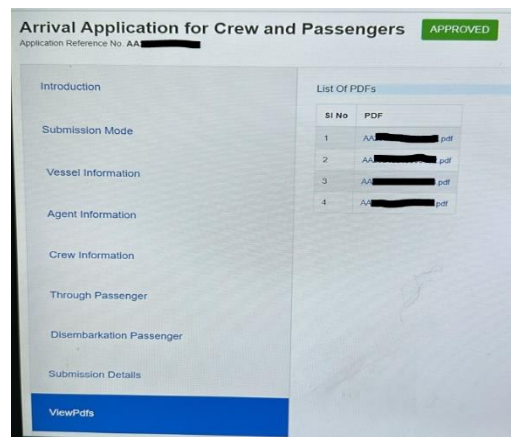 Arrival Application for Crew and Passengers APPROVED
Application Reference No. AA
Introduction
Submission Mode
Vessel Information
Agent Information
Crew Information
Through Passenger
Disembarkation Passenger
Submission Details
ViewPdfs
List Of PDFs
SI No PDF
1 AA .pdf
2 AA .pdf
3 AA pdf
4 AA pdf